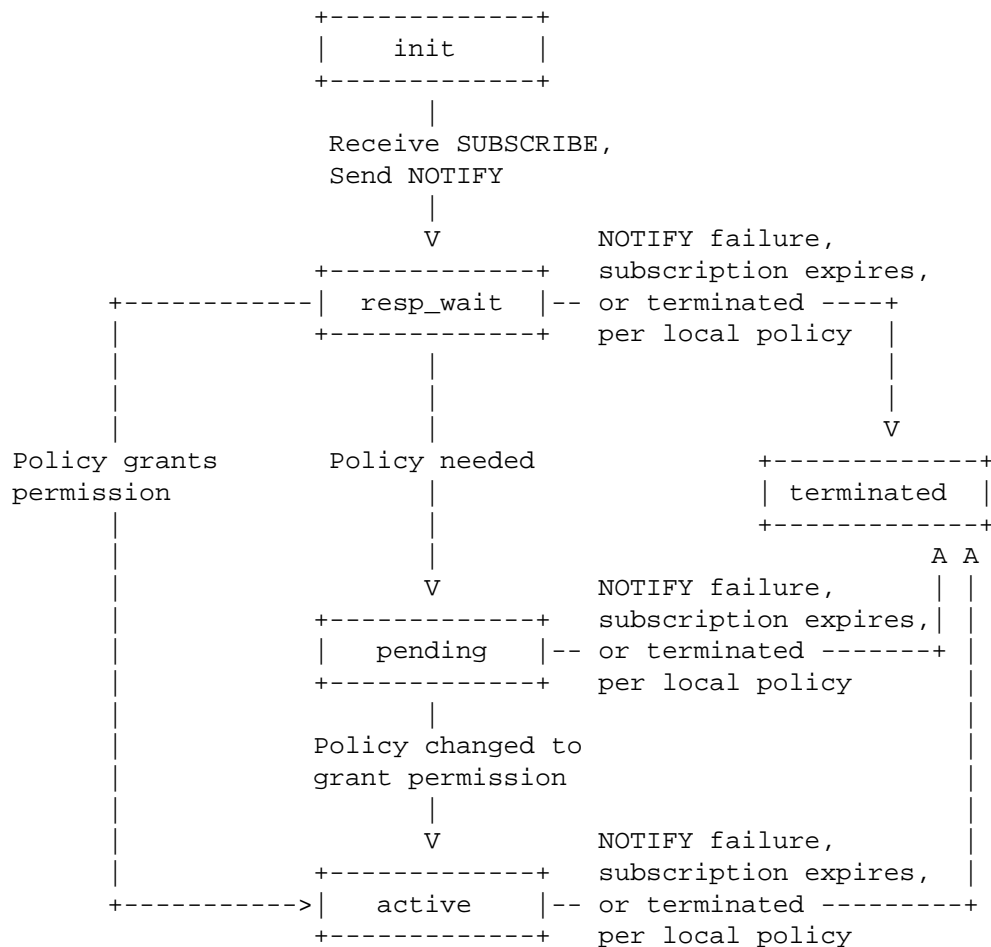 init
Receive SUBSCRIBE,
Send NOTIFY
NOTIFY failure,
subscription expires,
resp_wait
or terminated
per local policy
Policy grants
permission
Policy needed
terminated
NOTIFY failure,
subscription expires,
pending
or terminated
per local policy
Policy changed to
grant permission
NOTIFY failure,
subscription expires,
active
or terminated
per local policy